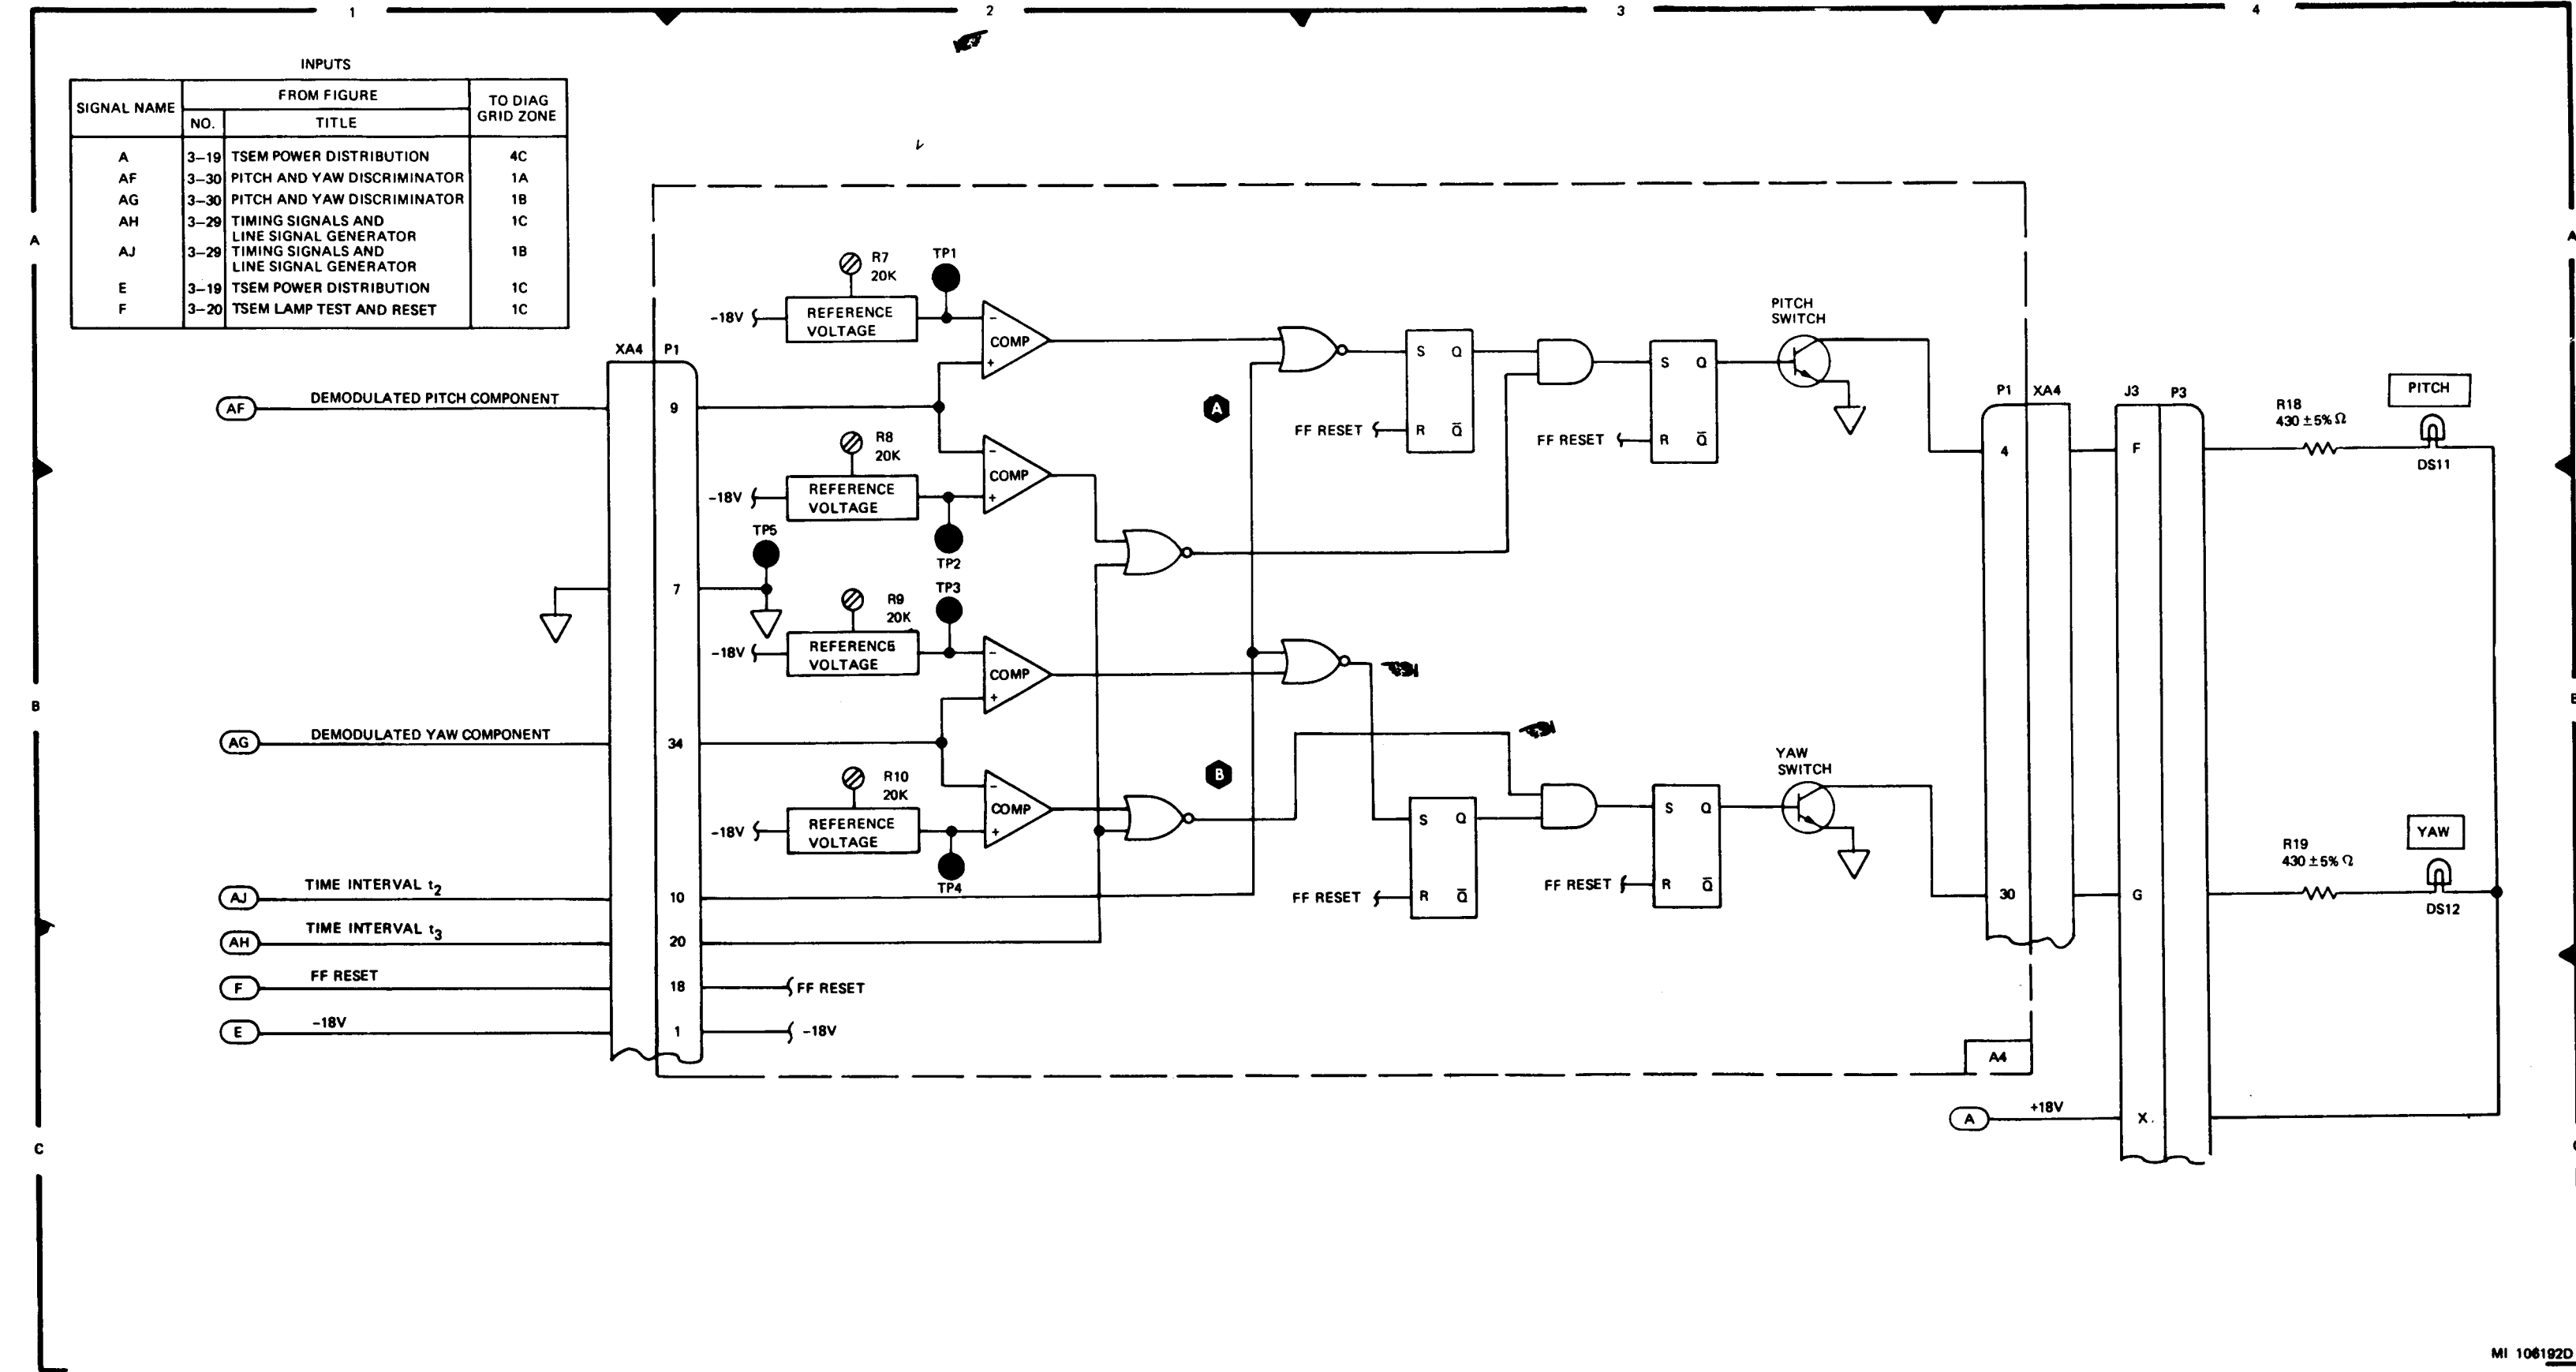 1
2
3
4
INPUTS
SIGNAL NAME
FROM FIGURE
TO DIAG
GRID ZONE
NO.
TITLE
A 3-19 TSEM POWER DISTRIBUTION 4C
AF 3-30 PITCH AND YAW DISCRIMINATOR 1A
AG 3-30 PITCH AND YAW DISCRIMINATOR 1B
AH 3-29 TIMING SIGNALS AND 1C
LINE SIGNAL GENERATOR
AJ 3-29 TIMING SIGNALS AND 1B
LINE SIGNAL GENERATOR
E 3-19 TSEM POWER DISTRIBUTION 1C
F 3-20 TSEM LAMP TEST AND RESET 1C
A
A
B
C
XA4 P1
AF DEMODULATED PITCH COMPONENT 9
7
AG DEMODULATED YAW COMPONENT 34
AJ TIME INTERVAL t2 10
AH TIME INTERVAL t3 20
F FF RESET 18 FF RESET
E -18V 1 -18V
R7
20K
TP1
-18V
REFERENCE
VOLTAGE
-
COMP
+
R8
20K
-18V
REFERENCE
VOLTAGE
-
COMP
+
TP2
TP5
R9
20K
TP3
-18V
REFERENCE
VOLTAGE
-
COMP
+
R10
20K
-18V
REFERENCE
VOLTAGE
-
COMP
+
TP4
A
B
S Q
FF RESET R Q̅
S Q
FF RESET R Q̅
PITCH
SWITCH
S Q
FF RESET R Q̅
S Q
FF RESET R Q̅
YAW
SWITCH
P1 XA4
4
30
A4
J3 P3
F
G
A +18V X
R18
430 ±5% Ω
PITCH
DS11
R19
430 ±5% Ω
YAW
DS12
MI 106192D